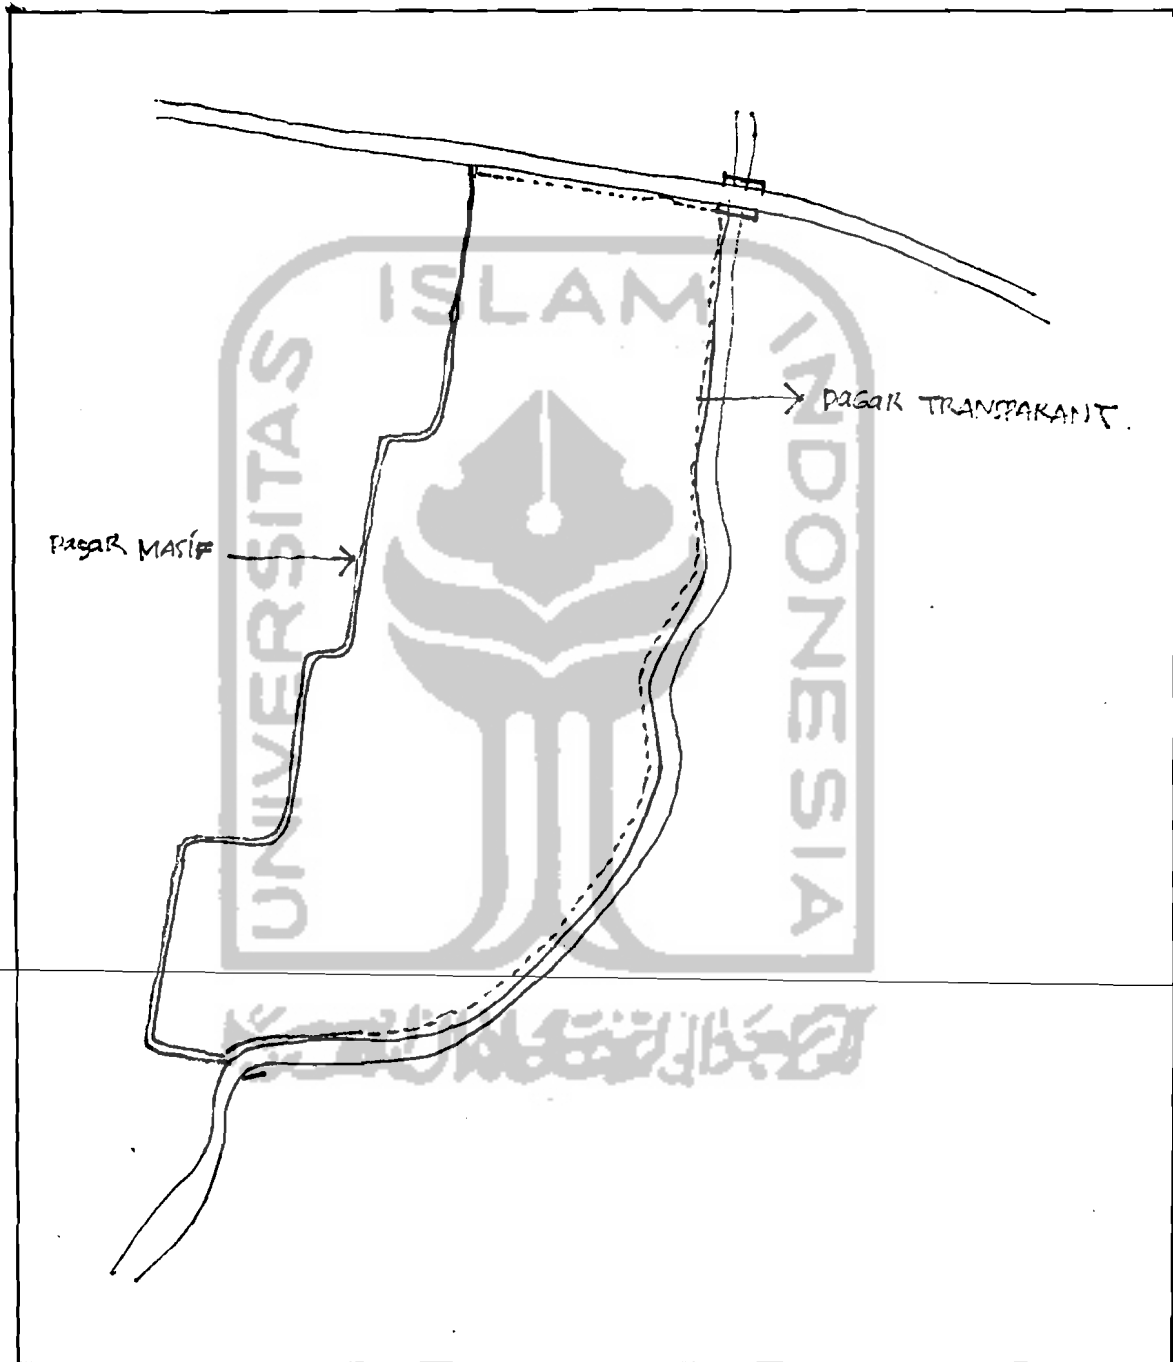 ISLAM
UNIVERSITAS
INDONESIA
PAGAR TRANSPARANT.
PAGAR MASIF